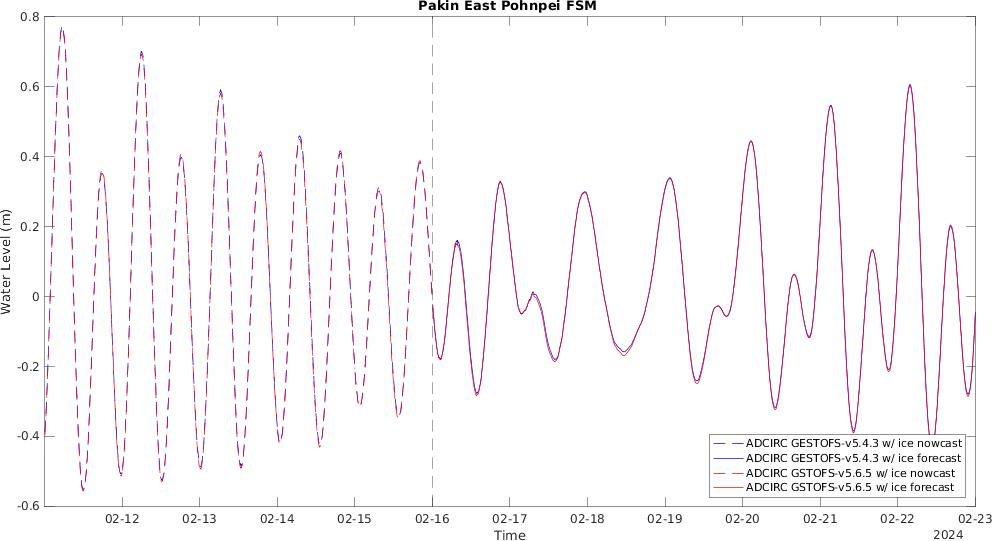 Pakin East Pohnpei FSM
0.8
0.6
0.4
0.2
0
-0.2
-0.4
-0.6
Water Level (m)
ADCIRC GESTOFS-v5.4.3 w/ ice nowcast
ADCIRC GESTOFS-v5.4.3 w/ ice forecast
ADCIRC GSTOFS-v5.6.5 w/ ice nowcast
ADCIRC GSTOFS-v5.6.5 w/ ice forecast
02-12 02-13 02-14 02-15 02-16 02-17 02-18 02-19 02-20 02-21 02-22 02-23
Time
2024